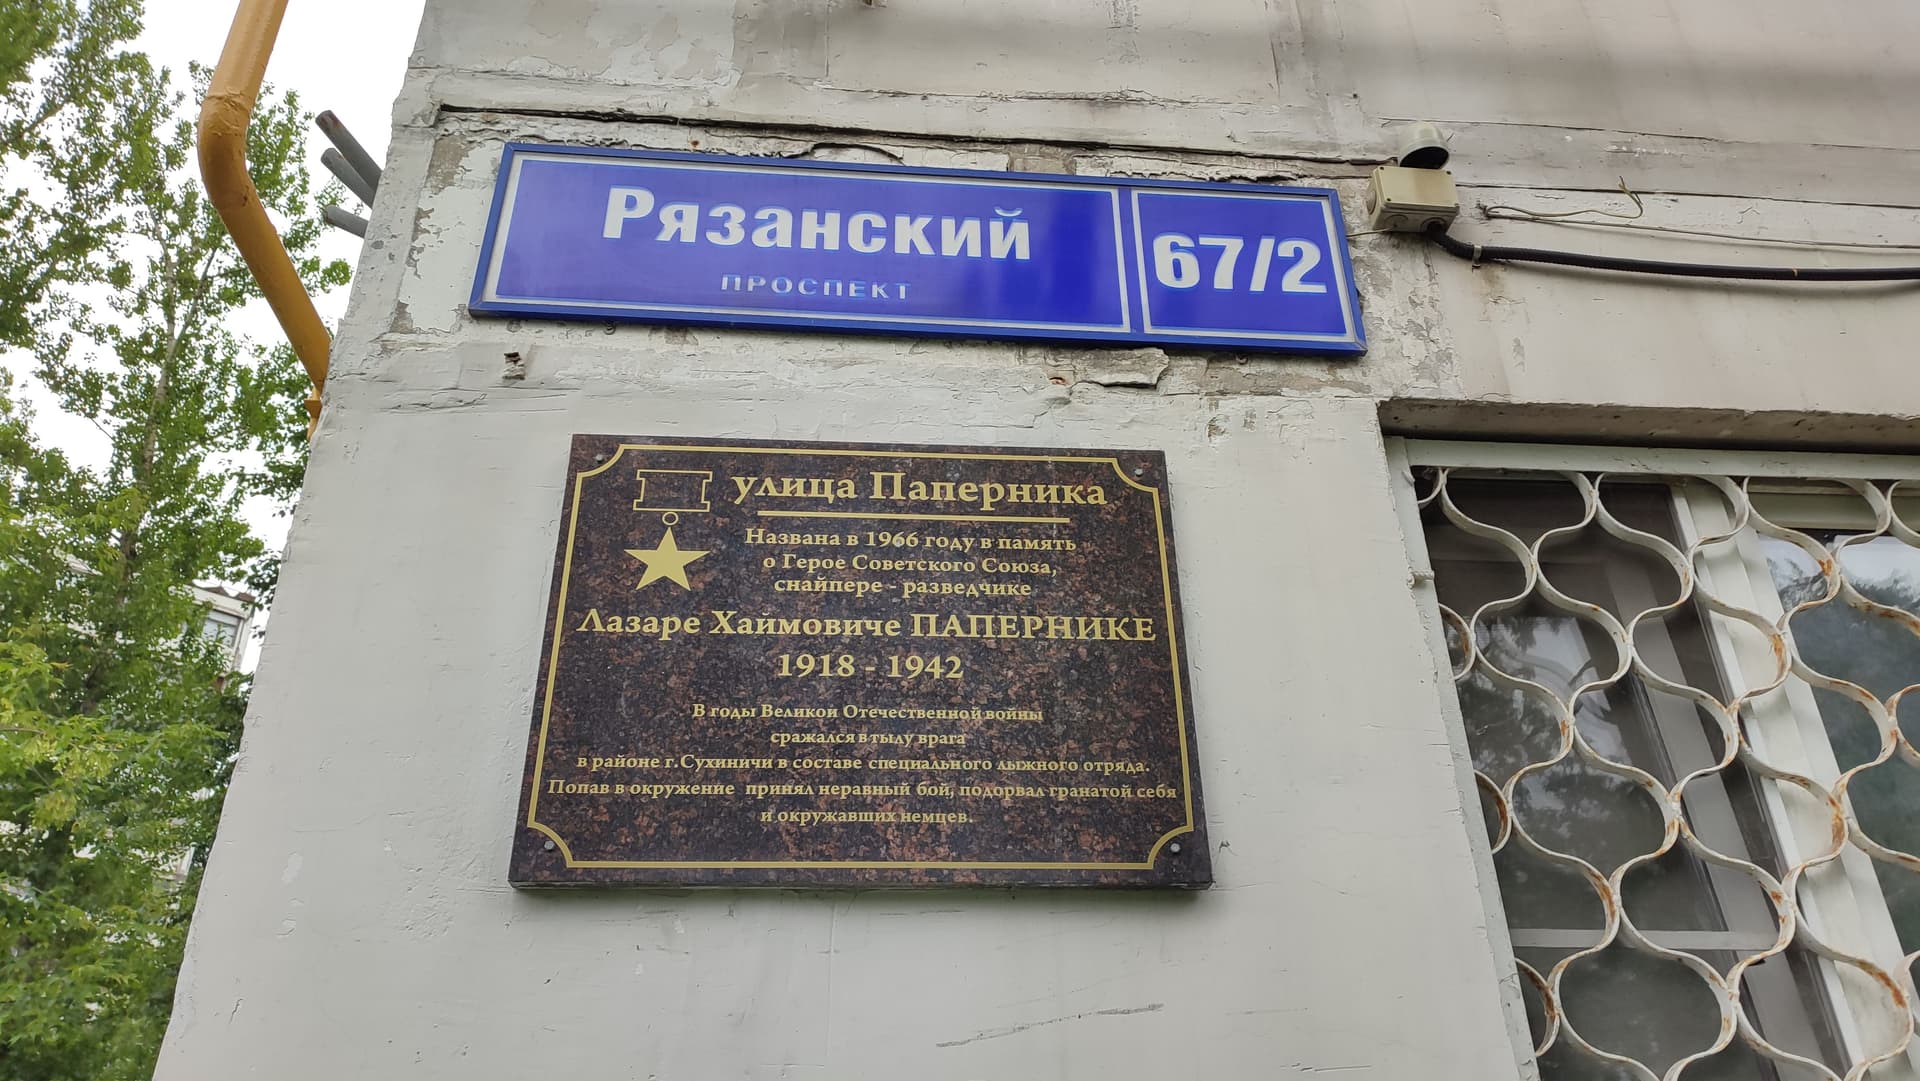 Рязанский
ПРОСПЕКТ
67/2
улица Паперника
Названа в 1966 году в память
о Герое Советского Союза,
снайпере - разведчике
Лазаре Хаймовиче ПАПЕРНИКЕ
1918 - 1942
В годы Великои Отечественной войны
сражался в тылу врага
в районе г.Сухиничи в составе специального лыжного отряда.
Попав в окружение принял неравный бой, подорвал гранатой себя
и окружавших немцев.